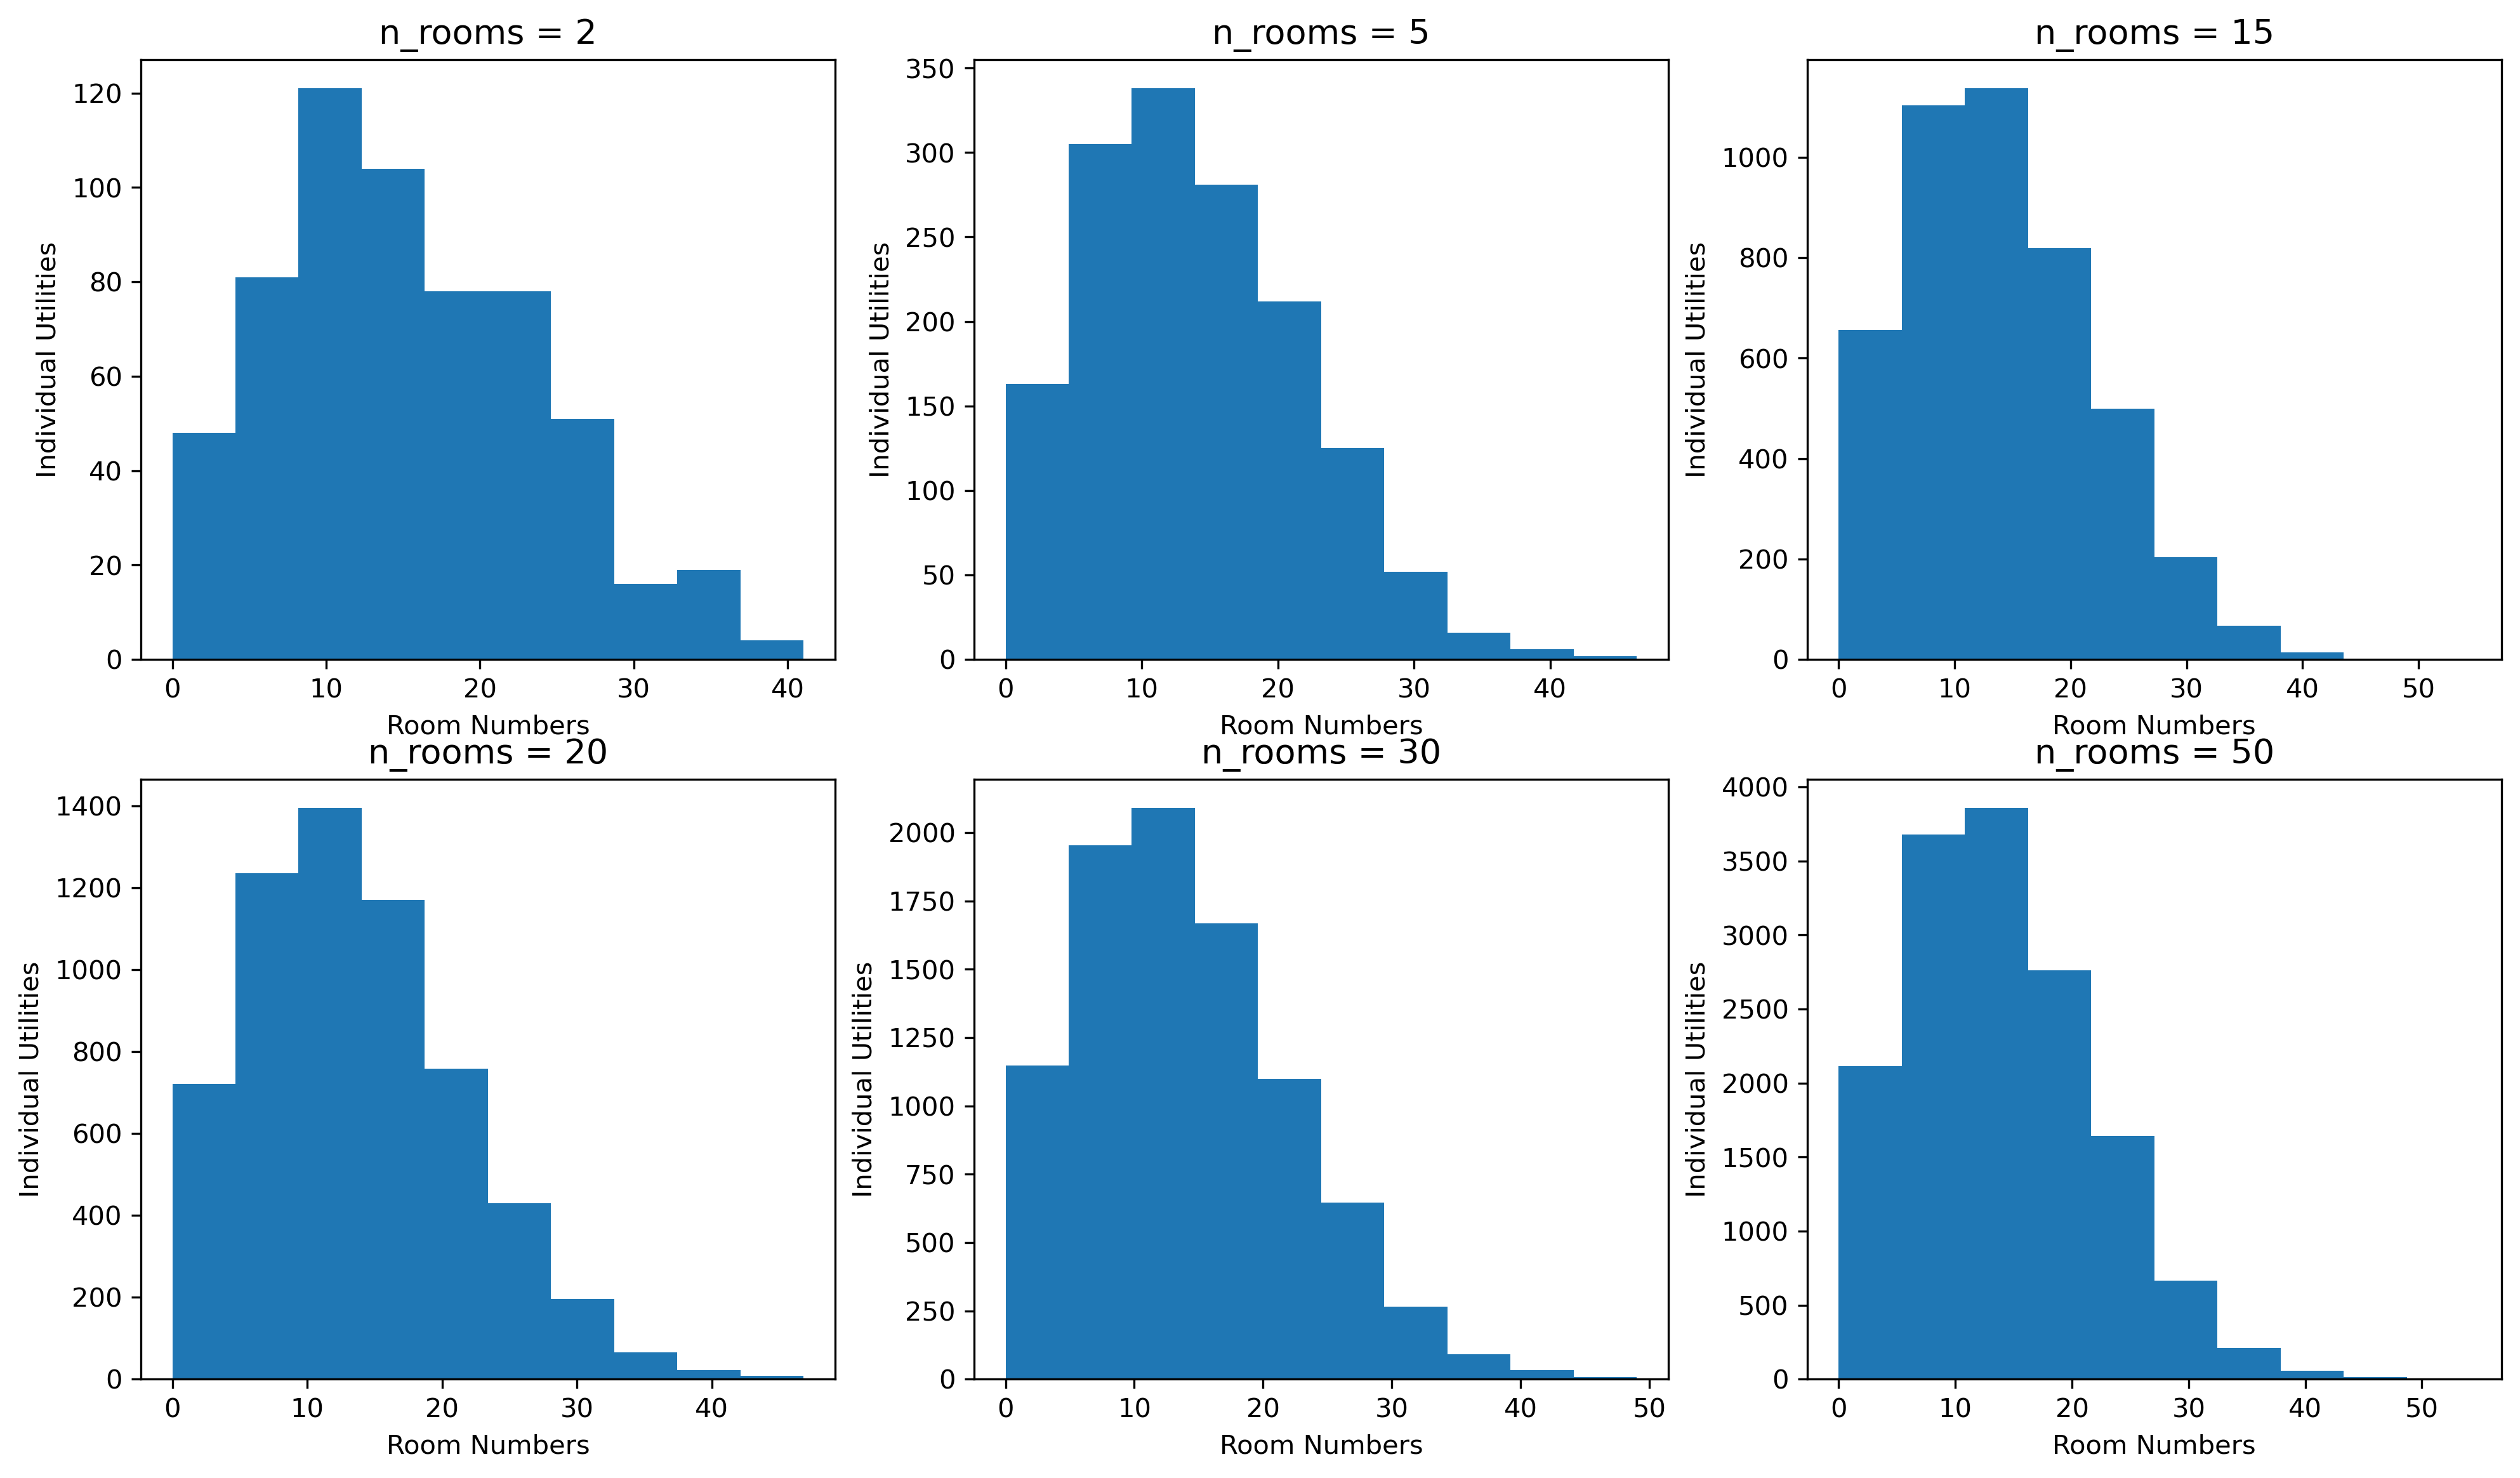 n_rooms = 2
120
100
80
60
40
20
0
Individual Utilities
0 10 20 30 40
Room Numbers
n_rooms = 5
350
300
250
200
150
100
50
0
Individual Utilities
0 10 20 30 40
Room Numbers
n_rooms = 15
1000
800
600
400
200
0
Individual Utilities
0 10 20 30 40 50
Room Numbers
n_rooms = 20
1400
1200
1000
800
600
400
200
0
Individual Utilities
0 10 20 30 40
Room Numbers
n_rooms = 30
2000
1750
1500
1250
1000
750
500
250
0
Individual Utilities
0 10 20 30 40 50
Room Numbers
n_rooms = 50
4000
3500
3000
2500
2000
1500
1000
500
0
Individual Utilities
0 10 20 30 40 50
Room Numbers